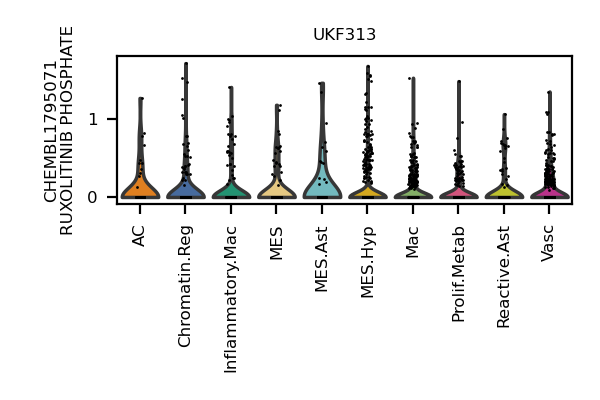 UKF313
CHEMBL1795071
RUXOLITINIB PHOSPHATE
1
0
AC
Chromatin.Reg
Inflammatory.Mac
MES
MES.Ast
MES.Hyp
Mac
Prolif.Metab
Reactive.Ast
Vasc